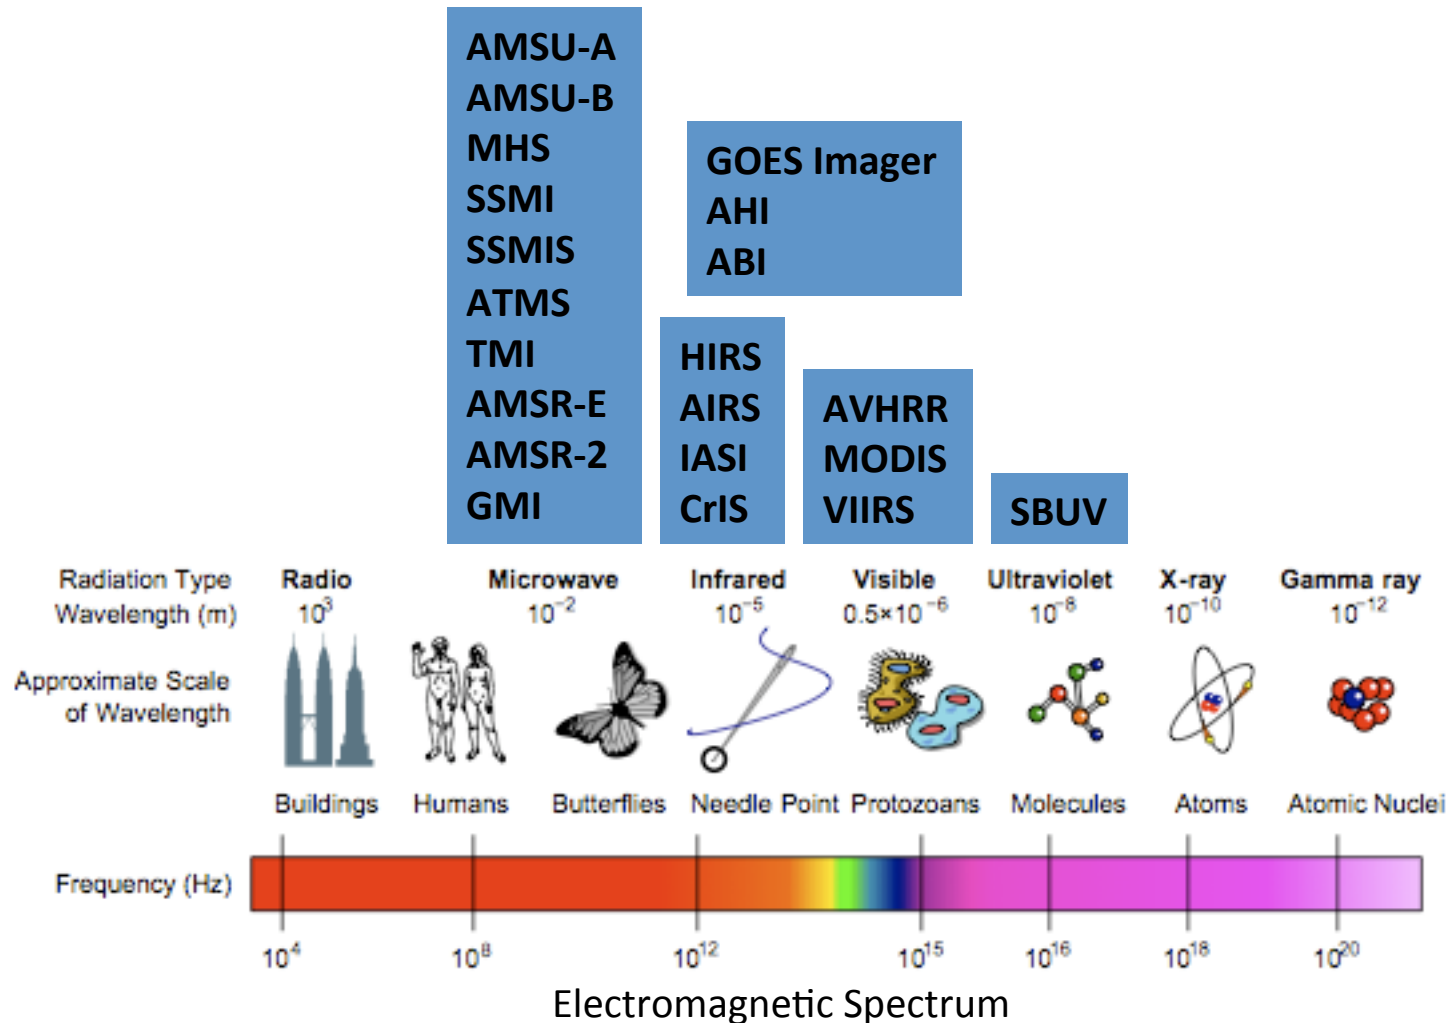 AMSU-A
AMSU-B
MHS
SSMI
SSMIS
ATMS
TMI
AMSR-E
AMSR-2
GMI
GOES Imager
AHI
ABI
HIRS
AIRS
IASI
CrIS
AVHRR
MODIS
VIIRS
SBUV
Radiation Type Radio Microwave Infrared Visible Ultraviolet X-ray Gamma ray
Wavelength (m) 10³ 10⁻² 10⁻⁵ 0.5×10⁻⁶ 10⁻⁸ 10⁻¹⁰ 10⁻¹²
Approximate Scale
of Wavelength
Buildings Humans Butterflies Needle Point Protozoans Molecules Atoms Atomic Nuclei
Frequency (Hz)
10⁴ 10⁸ 10¹² 10¹⁵ 10¹⁶ 10¹⁸ 10²⁰
Electromagnetic Spectrum